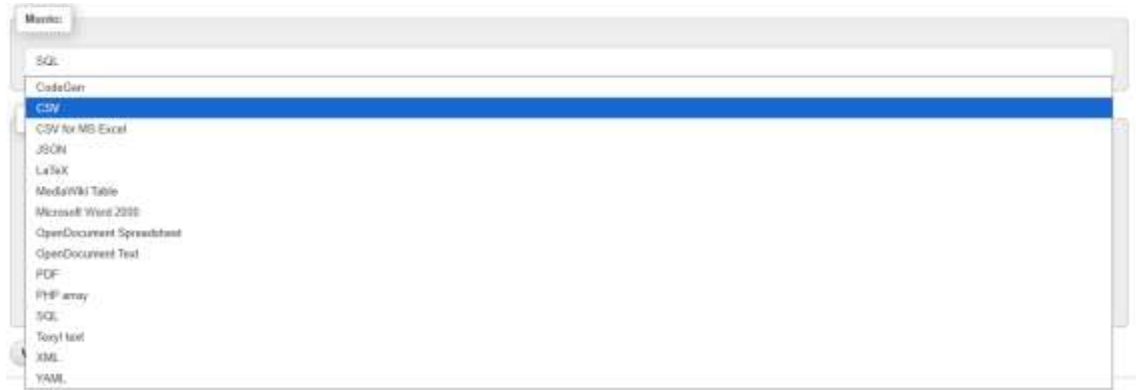 Muoto:
SQL
CodeGen
CSV
CSV for MS Excel
JSON
LaTeX
MediaWiki Table
Microsoft Word 2000
OpenDocument Spreadsheet
OpenDocument Text
PDF
PHP array
SQL
Texy! text
XML
YAML